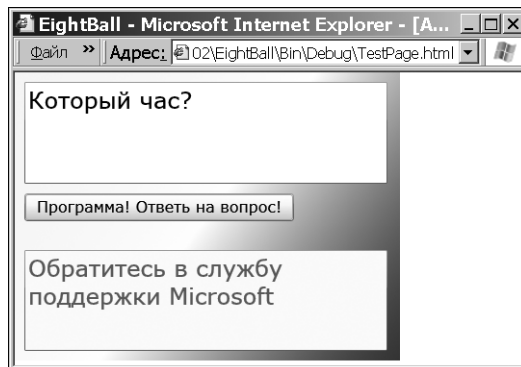 EightBall - Microsoft Internet Explorer - [A...
Файл » Адрес: 02\EightBall\Bin\Debug\TestPage.html
Который час?
Программа! Ответь на вопрос!
Обратитесь в службу
поддержки Microsoft